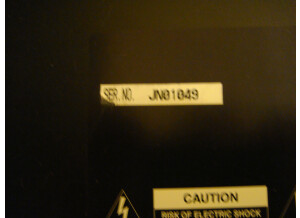 SER.NO. JN01049
CAUTION
RISK OF ELECTRIC SHOCK